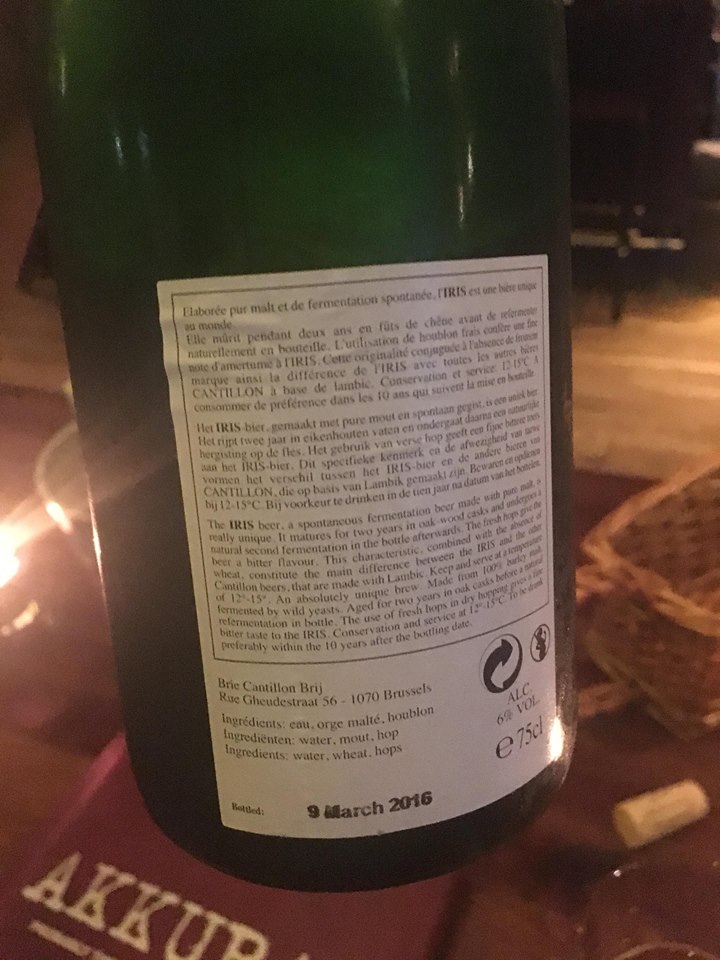 Elaborée pur malt et de fermentation spontanée, l'IRIS est une bière unique
au monde.
Elle mûrit pendant deux ans en fûts de chêne avant de refermenter
naturellement en bouteille. L'utilisation de houblon frais confère une fine
note d'amertume à l'IRIS. Cette originalité conjuguée à l'absence de froment
marque ainsi la différence de l'IRIS avec toutes les autres bières
CANTILLON à base de lambic. Conservation et service: 12-15°C. A
consommer de préférence dans les 10 ans qui suivent la mise en bouteille.
Het IRIS-bier, gemaakt met pure mout en spontaan gegist, is een uniek bier.
Het rijpt twee jaar in eikenhouten vaten en ondergaat daarna een natuurlijke
hergisting op de fles. Het gebruik van verse hop geeft een fijne bittere toets
aan het IRIS-bier. Dit specifieke kenmerk en de afwezigheid van tarwe
vormen het verschil tussen het IRIS-bier en de andere bieren van
CANTILLON, die op basis van Lambik gemaakt zijn. Bewaren en opdienen
bij 12-15°C. Bij voorkeur te drinken in de tien jaar na datum van het bottelen.
The IRIS beer, a spontaneous fermentation beer made with pure malt, is
really unique. It matures for two years in oak-wood casks and undergoes a
natural second fermentation in the bottle afterwards. The fresh hops give the
beer a bitter flavour. This characteristic, combined with the absence of
wheat, constitute the main difference between the IRIS and the other
Cantillon beers, that are made with Lambic. Keep and serve at a temperature
of 12°-15°. An absolutely unique brew. Made from 100% barley malt,
fermented by wild yeasts. Aged for two years in oak casks before a natural
refermentation in bottle. The use of fresh hops in dry hopping gives a fine
bitter taste to the IRIS. Conservation and service at 12°-15°C. To be drunk
preferably within the 10 years after the bottling date.
Brie Cantillon Brij
Rue Gheudestraat 56 - 1070 Brussels
Ingrédients: eau, orge malté, houblon
Ingrediënten: water, mout, hop
Ingredients: water, wheat, hops
ALC.
6% VOL.
e 75cl
Bottled: 9 March 2016